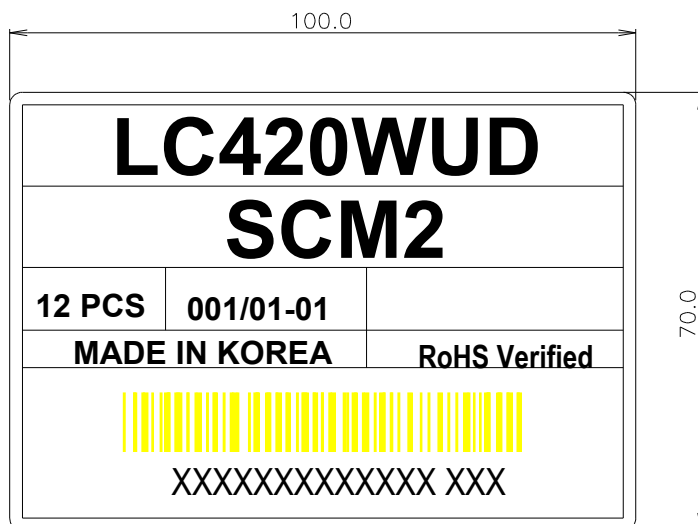 100.0
LC420WUD
SCM2
12 PCS 001/01-01
70.0
MADE IN KOREA RoHS Verified
XXXXXXXXXXXXX XXX